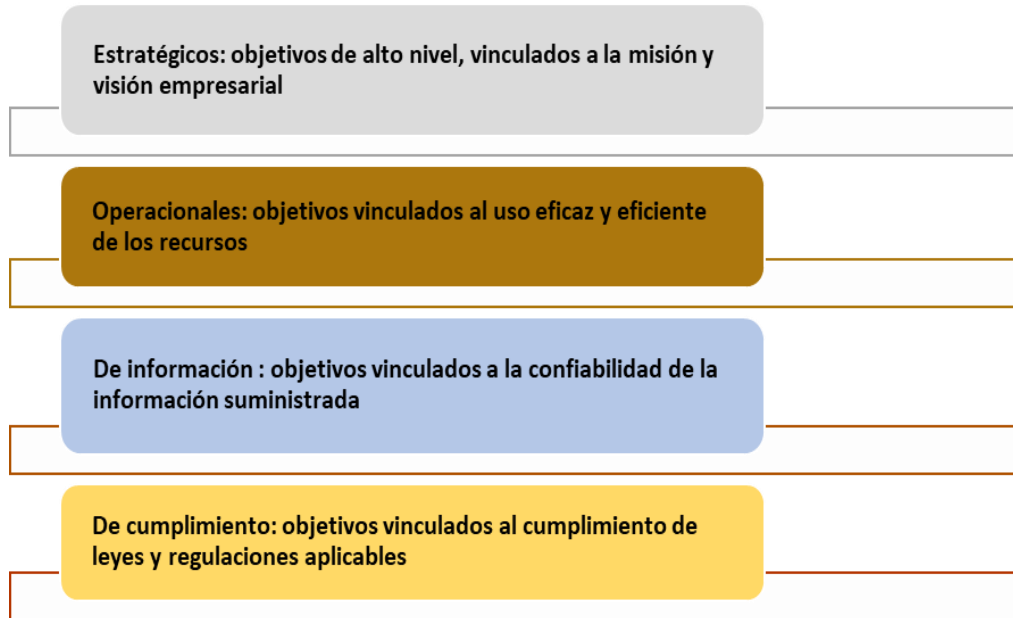 Estratégicos: objetivos de alto nivel, vinculados a la misión y
visión empresarial
Operacionales: objetivos vinculados al uso eficaz y eficiente
de los recursos
De información : objetivos vinculados a la confiabilidad de la
información suministrada
De cumplimiento: objetivos vinculados al cumplimiento de
leyes y regulaciones aplicables